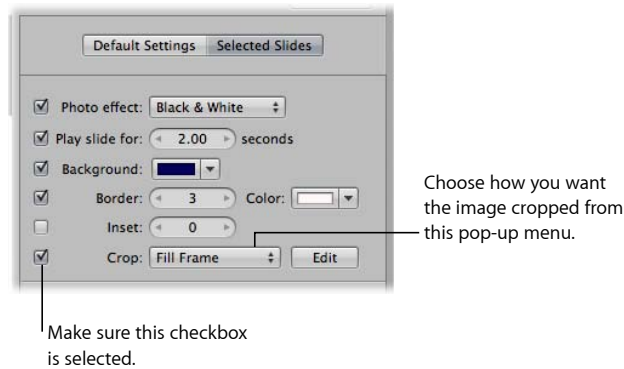 Default Settings Selected Slides
Photo effect: Black & White
Play slide for: 2.00 seconds
Background:
Border: 3 Color:
Inset: 0
Crop: Fill Frame Edit
Choose how you want
the image cropped from
this pop-up menu.
Make sure this checkbox
is selected.